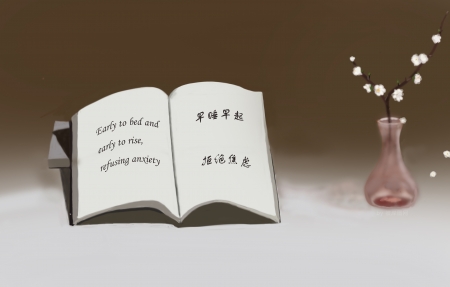 Early to bed and
early to rise,
refusing anxiety
早睡早起
拒绝焦虑